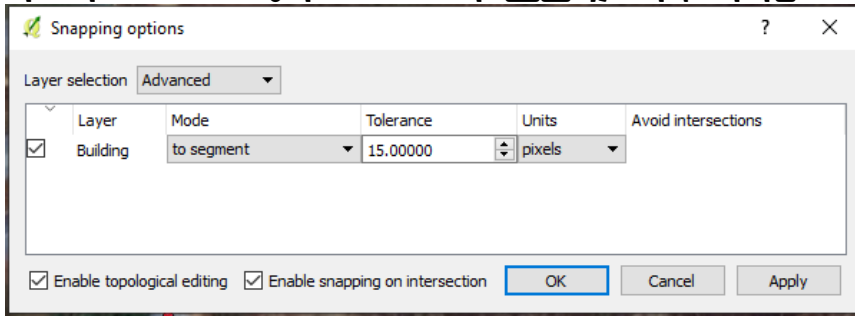 Snapping options
Layer selection Advanced
Layer Mode Tolerance Units Avoid intersections
Building to segment 15.00000 pixels
Enable topological editing Enable snapping on intersection OK Cancel Apply